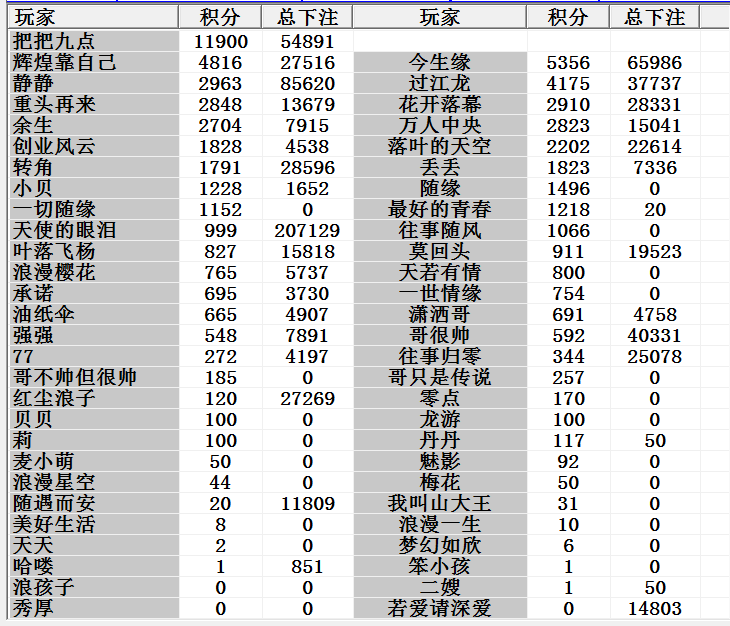 玩家 积分 总下注 玩家 积分 总下注
把把九点 11900 54891
辉煌靠自己 4816 27516 今生缘 5356 65986
静静 2963 85620 过江龙 4175 37737
重头再来 2848 13679 花开落幕 2910 28331
余生 2704 7915 万人中央 2823 15041
创业风云 1828 4538 落叶的天空 2202 22614
转角 1791 28596 丢丢 1823 7336
小贝 1228 1652 随缘 1496 0
一切随缘 1152 0 最好的青春 1218 20
天使的眼泪 999 207129 往事随风 1066 0
叶落飞杨 827 15818 莫回头 911 19523
浪漫樱花 765 5737 天若有情 800 0
承诺 695 3730 一世情缘 754 0
油纸伞 665 4907 潇洒哥 691 4758
强强 548 7891 哥很帅 592 40331
77 272 4197 往事归零 344 25078
哥不帅但很帅 185 0 哥只是传说 257 0
红尘浪子 120 27269 零点 170 0
贝贝 100 0 龙游 100 0
莉 100 0 丹丹 117 50
麦小萌 50 0 魅影 92 0
浪漫星空 44 0 梅花 50 0
随遇而安 20 11809 我叫山大王 31 0
美好生活 8 0 浪漫一生 10 0
天天 2 0 梦幻如欣 6 0
哈喽 1 851 笨小孩 1 0
浪孩子 0 0 二嫂 1 50
秀厚 0 0 若爱请深爱 0 14803